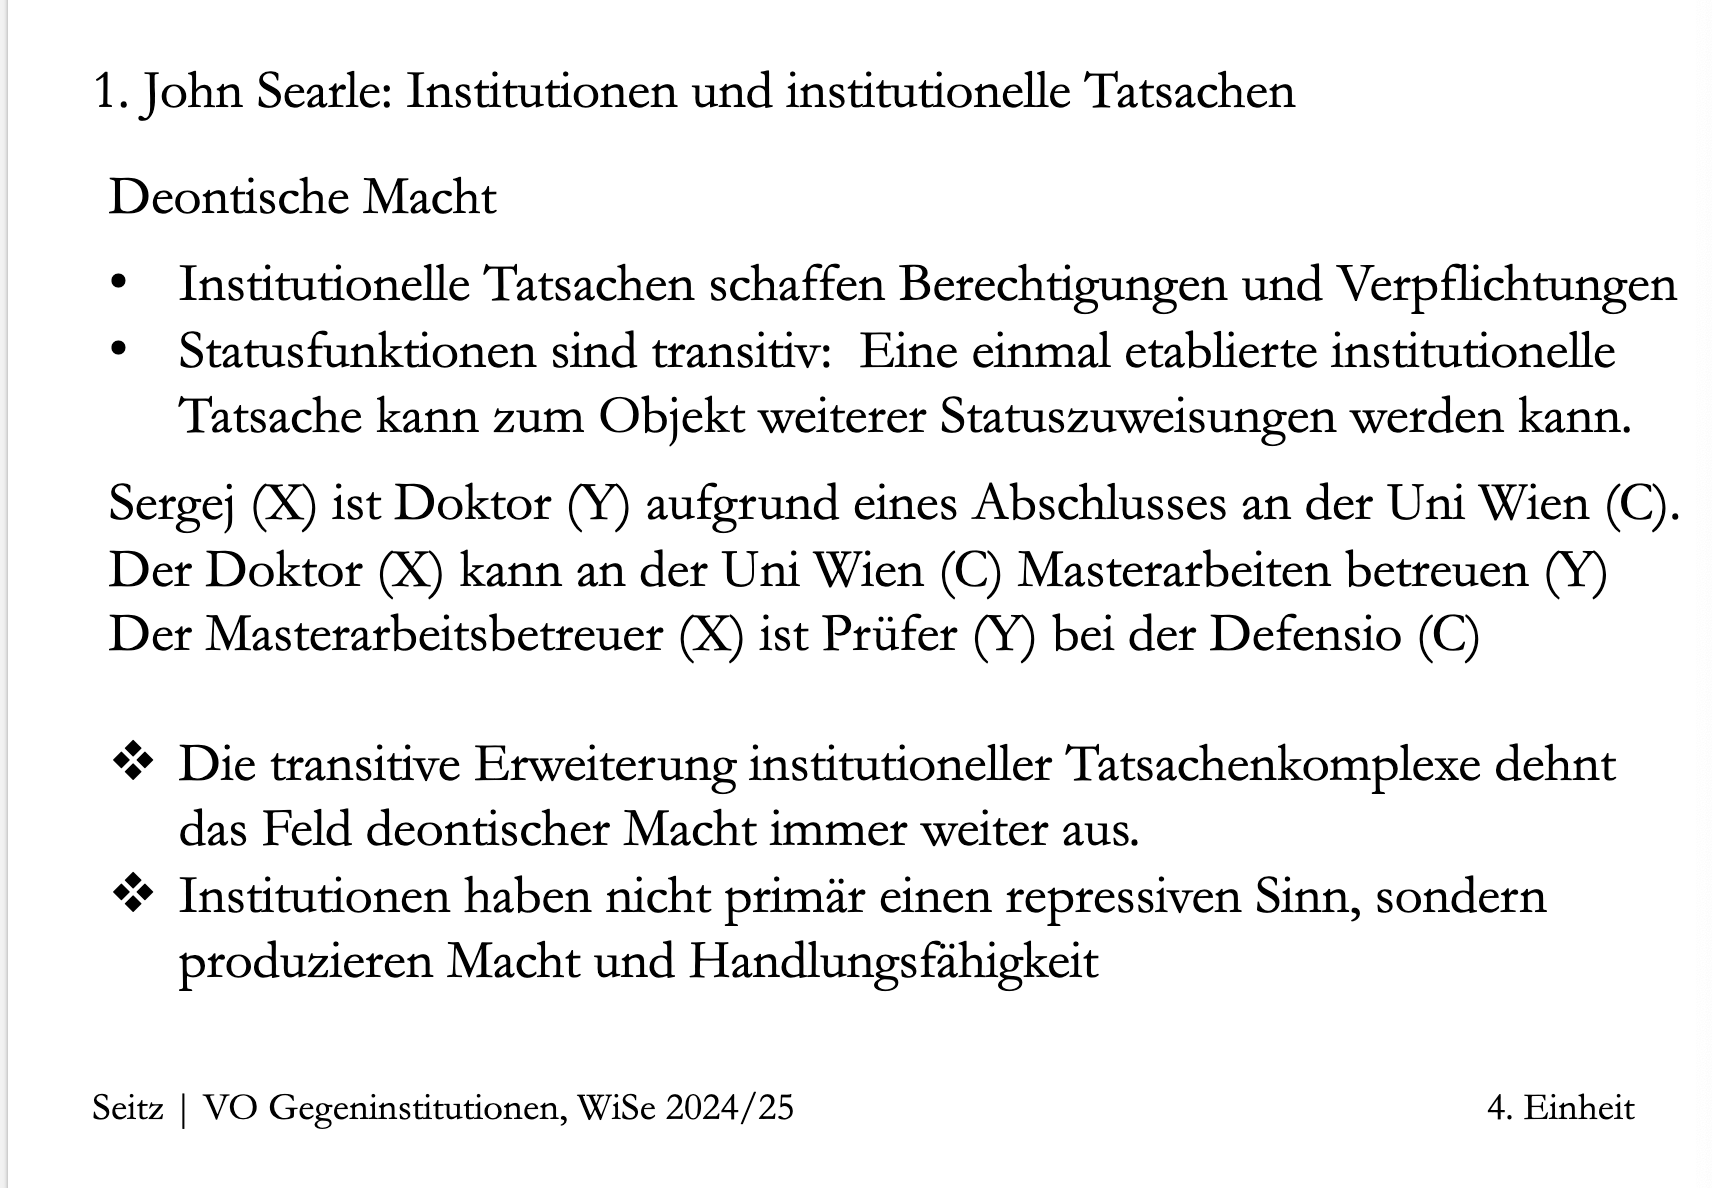 1. John Searle: Institutionen und institutionelle Tatsachen
Deontische Macht
• Institutionelle Tatsachen schaffen Berechtigungen und Verpflichtungen
• Statusfunktionen sind transitiv:  Eine einmal etablierte institutionelle
Tatsache kann zum Objekt weiterer Statuszuweisungen werden kann.
Sergej (X) ist Doktor (Y) aufgrund eines Abschlusses an der Uni Wien (C).
Der Doktor (X) kann an der Uni Wien (C) Masterarbeiten betreuen (Y)
Der Masterarbeitsbetreuer (X) ist Prüfer (Y) bei der Defensio (C)
❖ Die transitive Erweiterung institutioneller Tatsachenkomplexe dehnt
das Feld deontischer Macht immer weiter aus.
❖ Institutionen haben nicht primär einen repressiven Sinn, sondern
produzieren Macht und Handlungsfähigkeit
Seitz | VO Gegeninstitutionen, WiSe 2024/25
4. Einheit